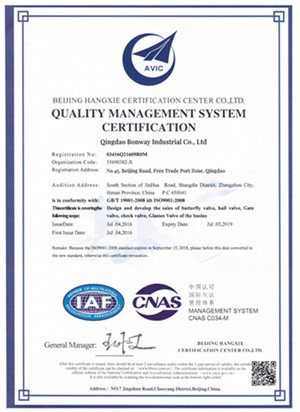 AVIC
BEIJING HANGXIE CERTIFICATION CENTER CO.,LTD.
QUALITY MANAGEMENT SYSTEM
CERTIFICATION
Qingdao Bonway Industrial Co., Ltd
Registration No: 03416Q21609R0M
Organization Code: 55690382-X
Registration Address: No.45, Beijing Road, Free Trade Port Zone, Qingdao
Audition Address: South Section of JinHua Road, Shangjie District, Zhengzhou City,
Henan Province, China P.C 450041
is in conformity with: GB/T 19001-2008 idt ISO9001:2008
This certificate is covering the Design and develop the sales of butterfly valve, ball valve, Gate
following scope: valve, check valve, Glasses Valve of the basins
IssueDate: Jul .04,2016 Jul 03,2019
First Issue Date: Jul .04,2016
Remarks: Because the ISO9001:2008 standard expires in September 15, 2018, please before this date converted to
the new standard, otherwise this certificate revocation.
IAF
CNAS
中国认可
国际互认
管理体系
MANAGEMENT SYSTEM
CNAS C034-M
General Manager:
BEIJING HANGXIE
CERTIFICATION CENTER CO.,LTD
ADDRESS: NO.7 Jingshun Road,Chaoyang District,Beijing,China.